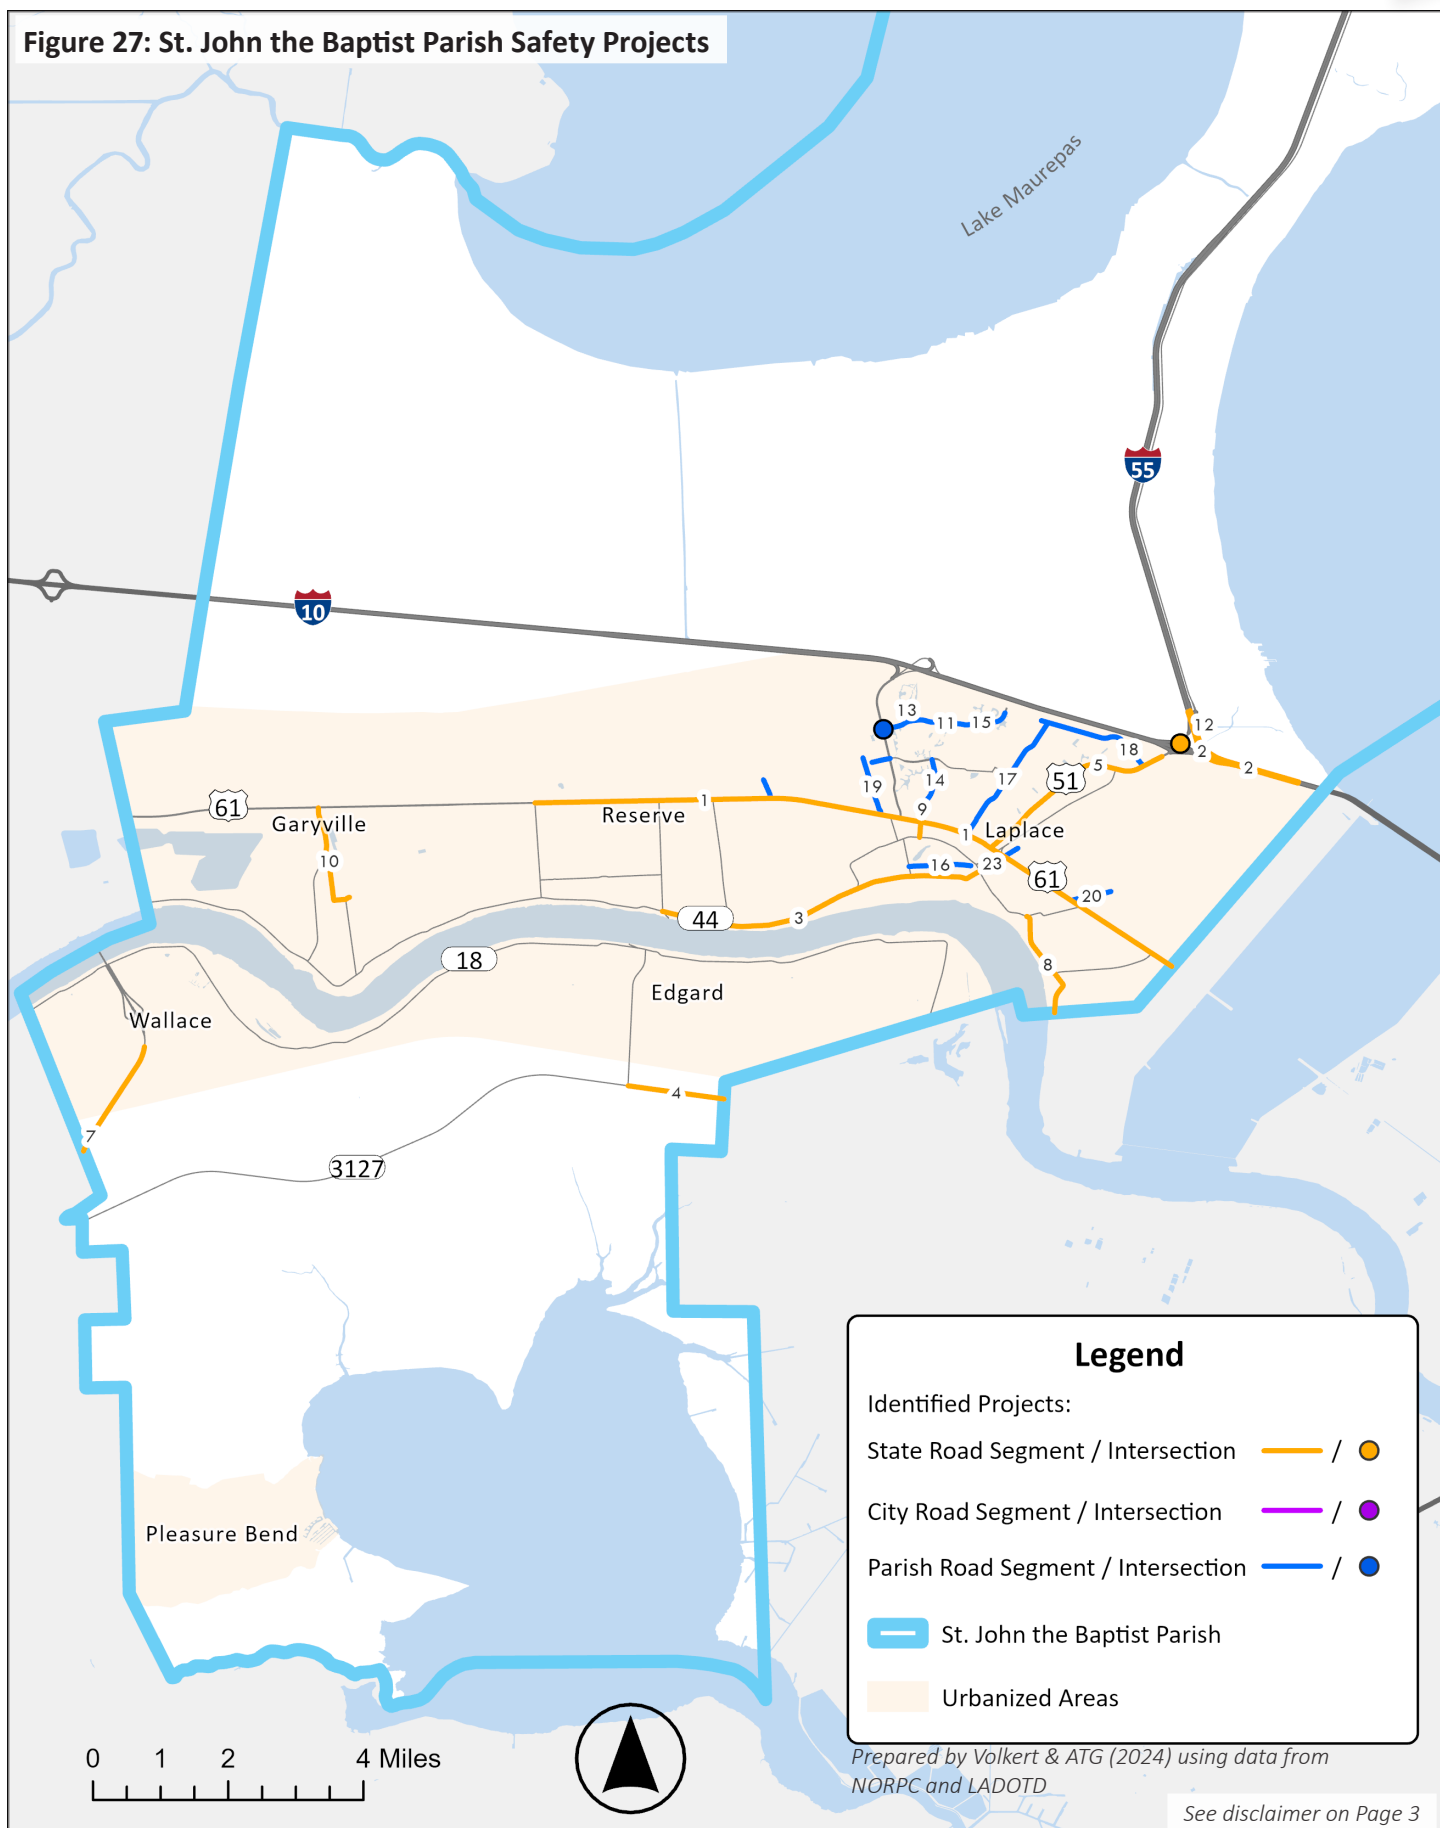 Figure 27: St. John the Baptist Parish Safety Projects
Lake Maurepas
55
10
13
11
15
12
2
2
18
5
51
17
14
19
9
61
Garyville
Reserve
1
1
Laplace
10
16
23
61
20
44
3
18
8
Edgard
Wallace
4
7
3127
Pleasure Bend
Legend
Identified Projects:
State Road Segment / Intersection /
City Road Segment / Intersection /
Parish Road Segment / Intersection /
St. John the Baptist Parish
Urbanized Areas
0 1 2 4 Miles
Prepared by Volkert & ATG (2024) using data from
NORPC and LADOTD
See disclaimer on Page 3